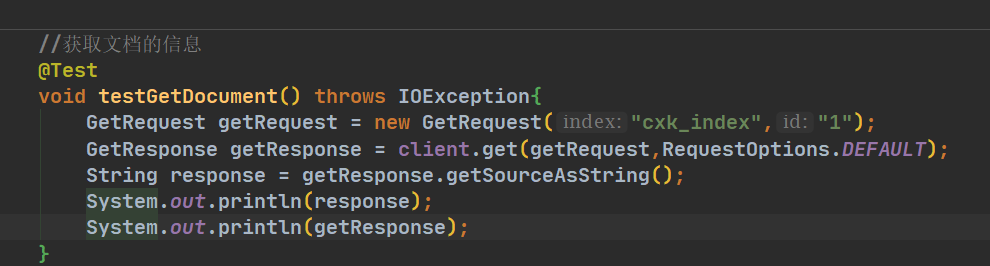 //获取文档的信息
@Test
void testGetDocument() throws IOException{
GetRequest getRequest = new GetRequest( index: "cxk_index", id: "1");
GetResponse getResponse = client.get(getRequest,RequestOptions.DEFAULT);
String response = getResponse.getSourceAsString();
System.out.println(response);
System.out.println(getResponse);
}